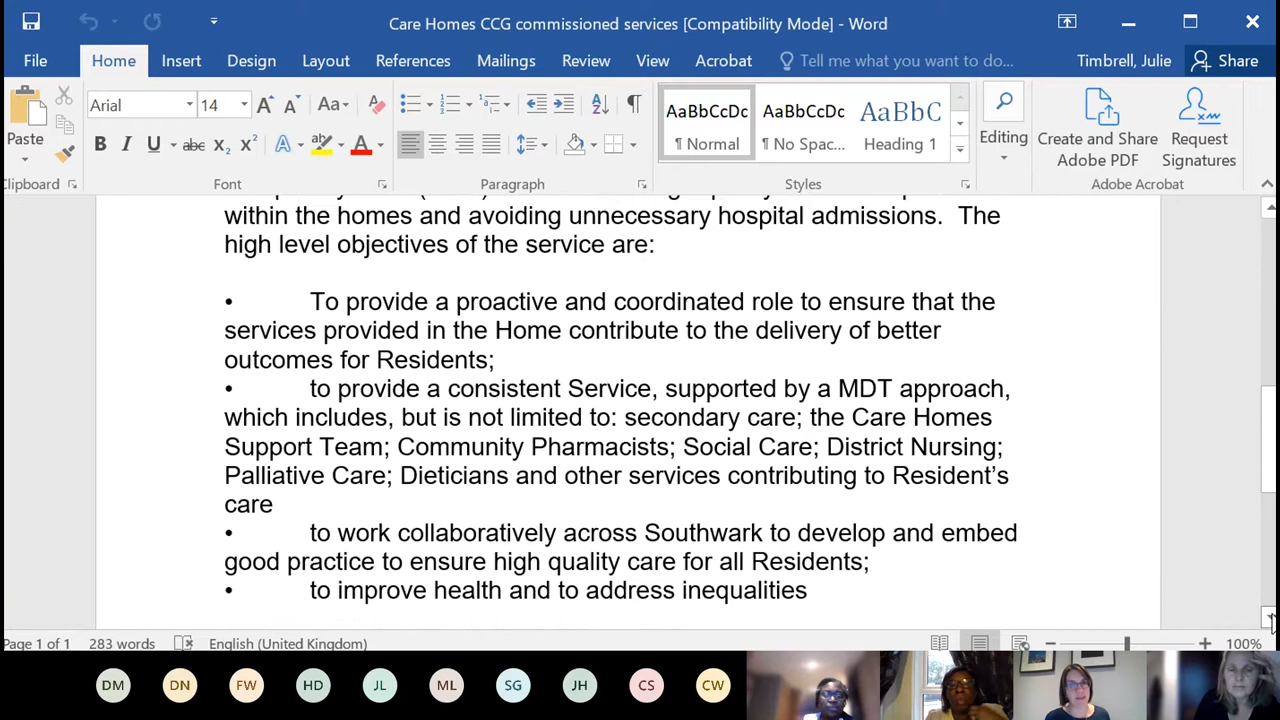 Care Homes CCG commissioned services [Compatibility Mode] - Word
File Home Insert Design Layout References Mailings Review View Acrobat Tell me what you want to do... Timbrell, Julie Share
Paste
Clipboard
Arial 14
Aa
B I U abc X2 X2 A A
Font
Paragraph
AaBbCcDc AaBbCcDc AaBbC
¶ Normal ¶ No Spac... Heading 1
Styles
Editing
Create and Share
Adobe PDF
Request
Signatures
Adobe Acrobat
within the homes and avoiding unnecessary hospital admissions. The
high level objectives of the service are:
• To provide a proactive and coordinated role to ensure that the
services provided in the Home contribute to the delivery of better
outcomes for Residents;
• to provide a consistent Service, supported by a MDT approach,
which includes, but is not limited to: secondary care; the Care Homes
Support Team; Community Pharmacists; Social Care; District Nursing;
Palliative Care; Dieticians and other services contributing to Resident’s
care
• to work collaboratively across Southwark to develop and embed
good practice to ensure high quality care for all Residents;
• to improve health and to address inequalities
Page 1 of 1 283 words English (United Kingdom) 100%
DM DN FW HD JL ML SG JH CS CW